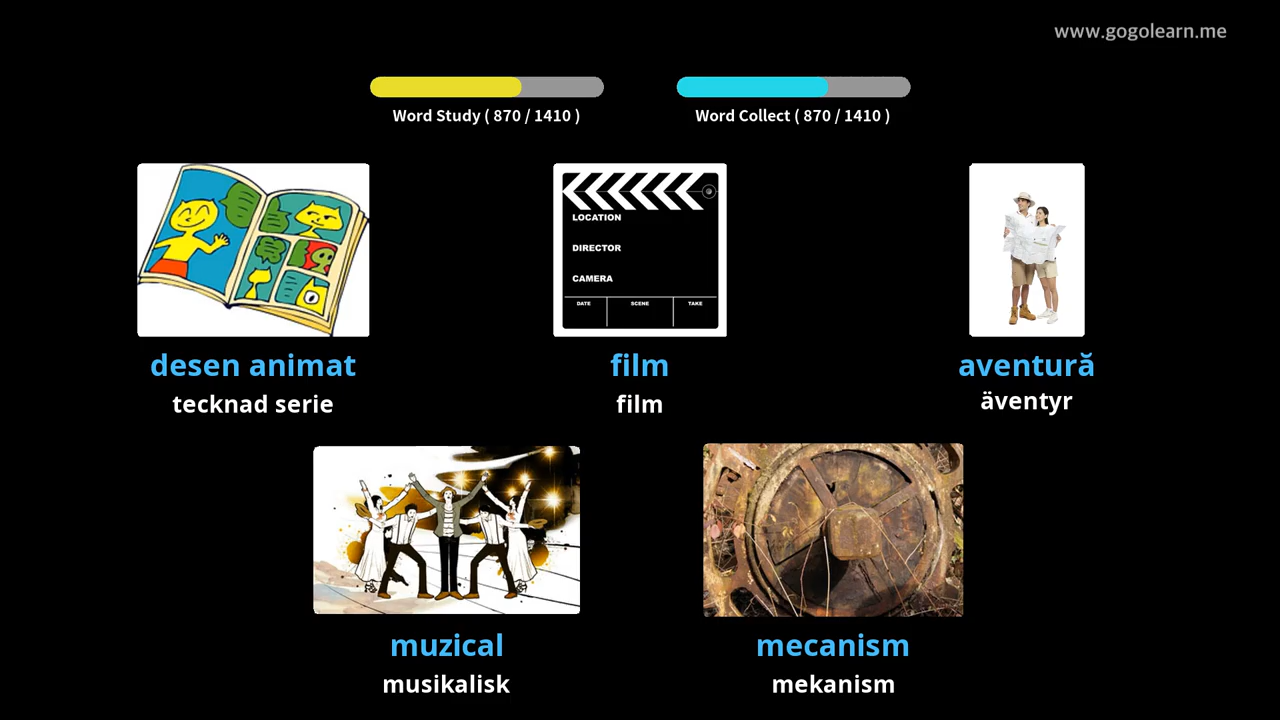 www.gogolearn.me
Word Study ( 870 / 1410 )
Word Collect ( 870 / 1410 )
LOCATION
DIRECTOR
CAMERA
DATE SCENE TAKE
desen animat
tecknad serie
film
film
aventură
äventyr
muzical
musikalisk
mecanism
mekanism